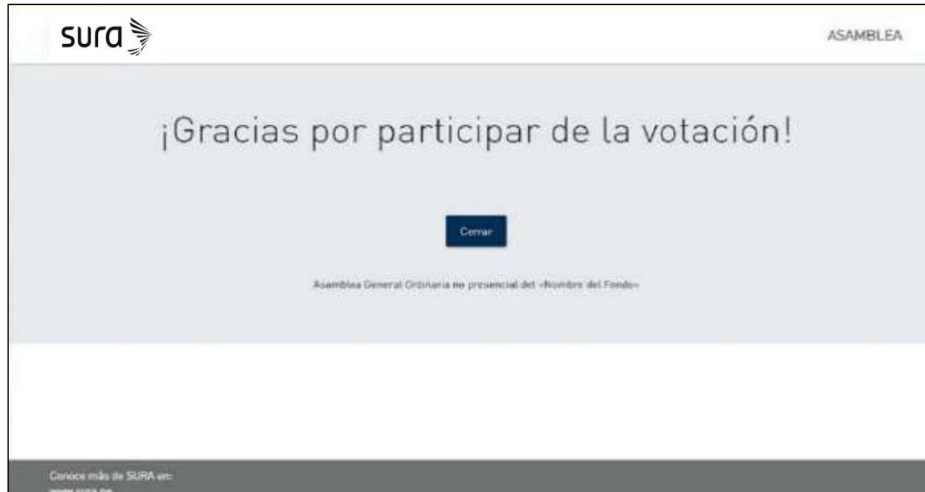 sura
ASAMBLEA
¡Gracias por participar de la votación!
Cerrar
Asamblea General Ordinaria no presencial del «Nombre del Fondo»
Conoce más de SURA en: